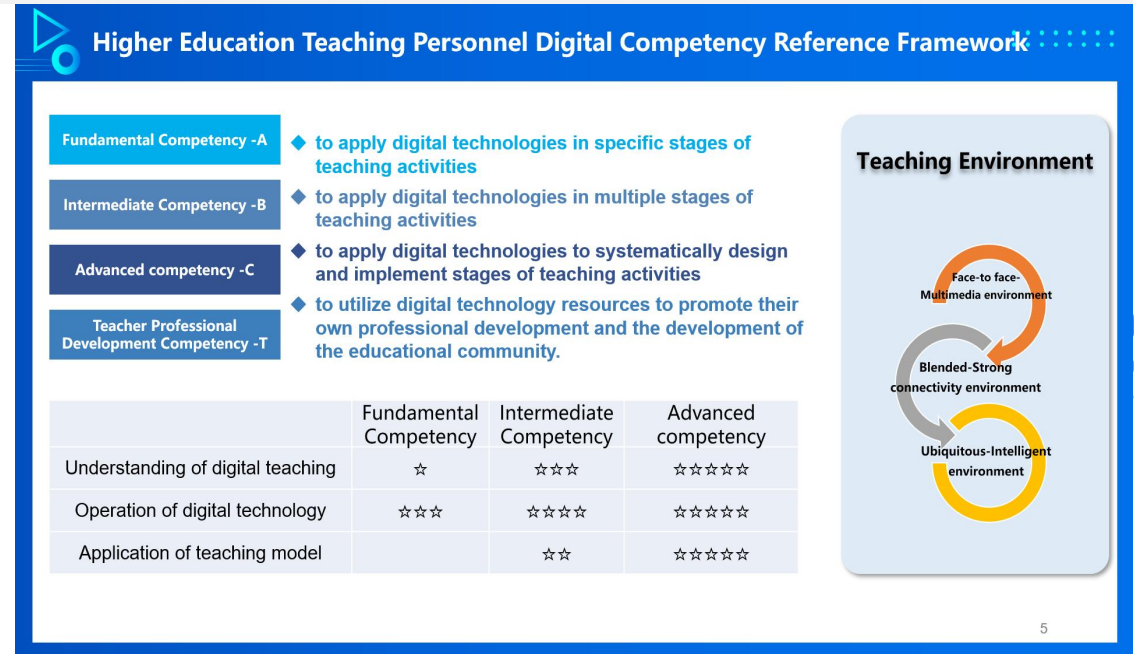 Higher Education Teaching Personnel Digital Competency Reference Framework
Fundamental Competency -A
◆ to apply digital technologies in specific stages of
teaching activities
Intermediate Competency -B
◆ to apply digital technologies in multiple stages of
teaching activities
Advanced competency -C
◆ to apply digital technologies to systematically design
and implement stages of teaching activities
Teacher Professional
Development Competency -T
◆ to utilize digital technology resources to promote their
own professional development and the development of
the educational community.
Fundamental Competency Intermediate Competency Advanced competency
Understanding of digital teaching ☆ ☆☆☆ ☆☆☆☆☆
Operation of digital technology ☆☆☆ ☆☆☆☆ ☆☆☆☆☆
Application of teaching model ☆☆ ☆☆☆☆☆
Teaching Environment
Face-to face-
Multimedia environment
Blended-Strong
connectivity environment
Ubiquitous-Intelligent
environment
5